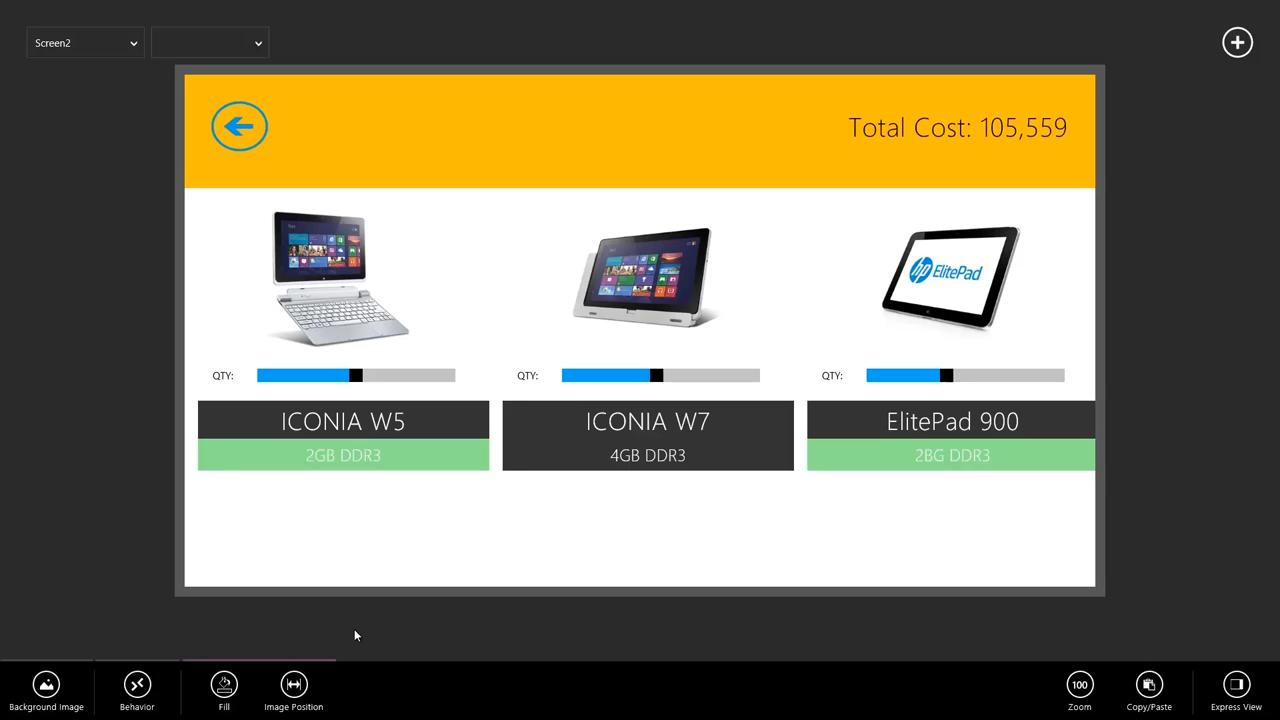 Screen2
Total Cost: 105,559
hp ElitePad
QTY:
QTY:
QTY:
ICONIA W5
ICONIA W7
ElitePad 900
2GB DDR3
4GB DDR3
2BG DDR3
100
Background Image
Behavior
Fill
Image Position
Zoom
Copy/Paste
Express View